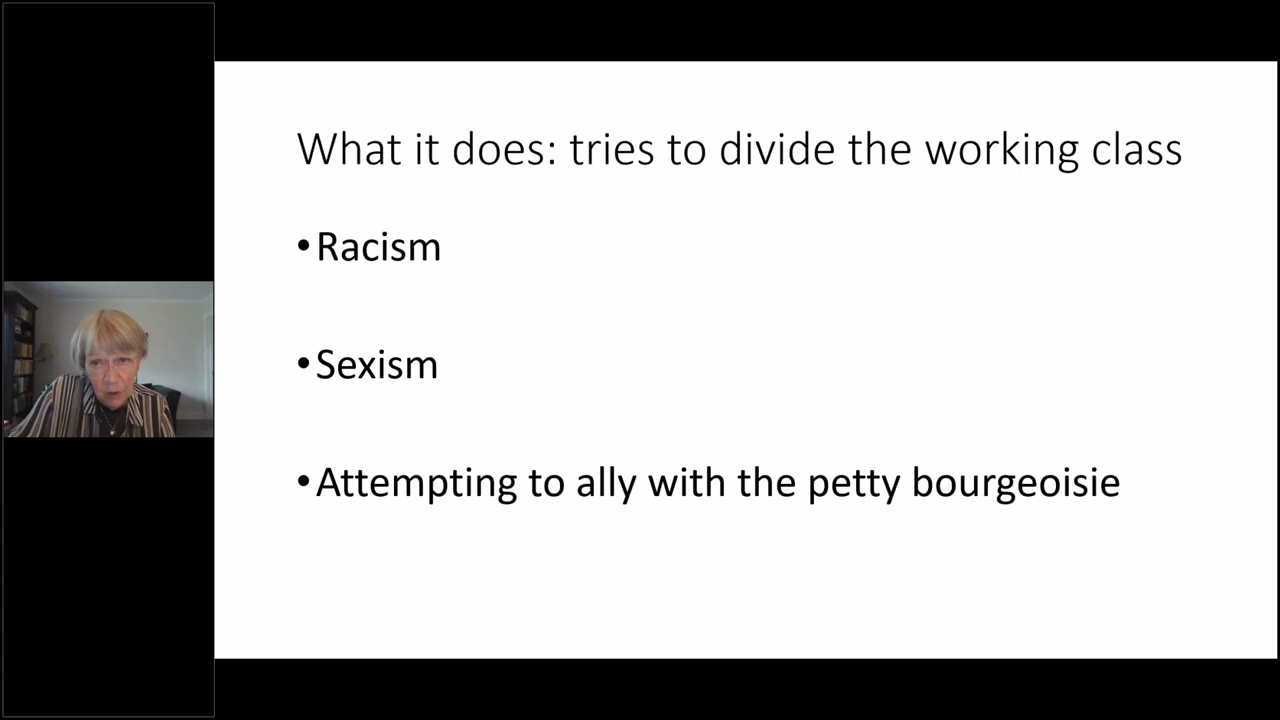 What it does: tries to divide the working class
•Racism
•Sexism
•Attempting to ally with the petty bourgeoisie